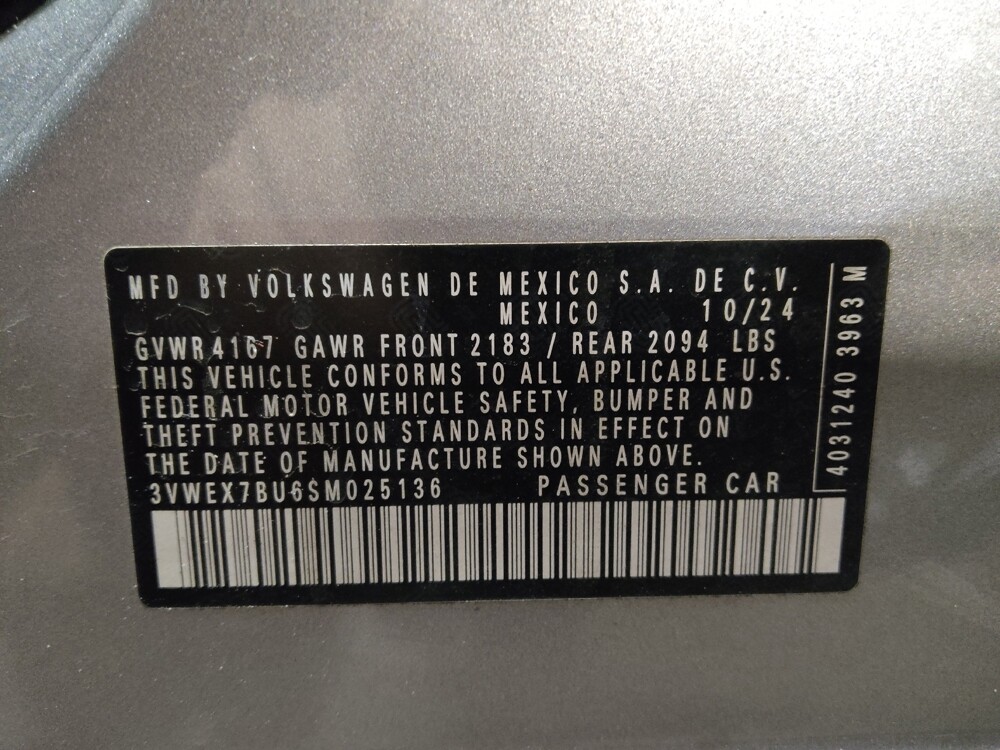 MFD BY VOLKSWAGEN DE MEXICO S.A. DE C.V.
MEXICO 10/24
GVWR 4167 GAWR FRONT 2183 / REAR 2094 LBS
THIS VEHICLE CONFORMS TO ALL APPLICABLE U.S.
FEDERAL MOTOR VEHICLE SAFETY, BUMPER AND
THEFT PREVENTION STANDARDS IN EFFECT ON
THE DATE OF MANUFACTURE SHOWN ABOVE.
3VWEX7BU6SM025136 PASSENGER CAR
4031240 3963 M